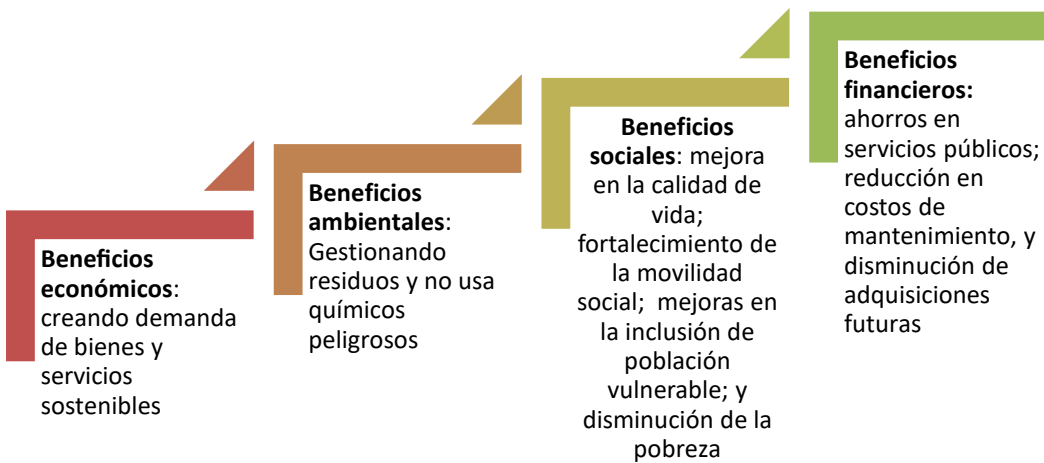 Beneficios
económicos:
creando demanda
de bienes y
servicios
sostenibles
Beneficios
ambientales:
Gestionando
residuos y no usa
químicos
peligrosos
Beneficios
sociales: mejora
en la calidad de
vida;
fortalecimiento de
la movilidad
social;  mejoras en
la inclusión de
población
vulnerable; y
disminución de la
pobreza
Beneficios
financieros:
ahorros en
servicios públicos;
reducción en
costos de
mantenimiento, y
disminución de
adquisiciones
futuras